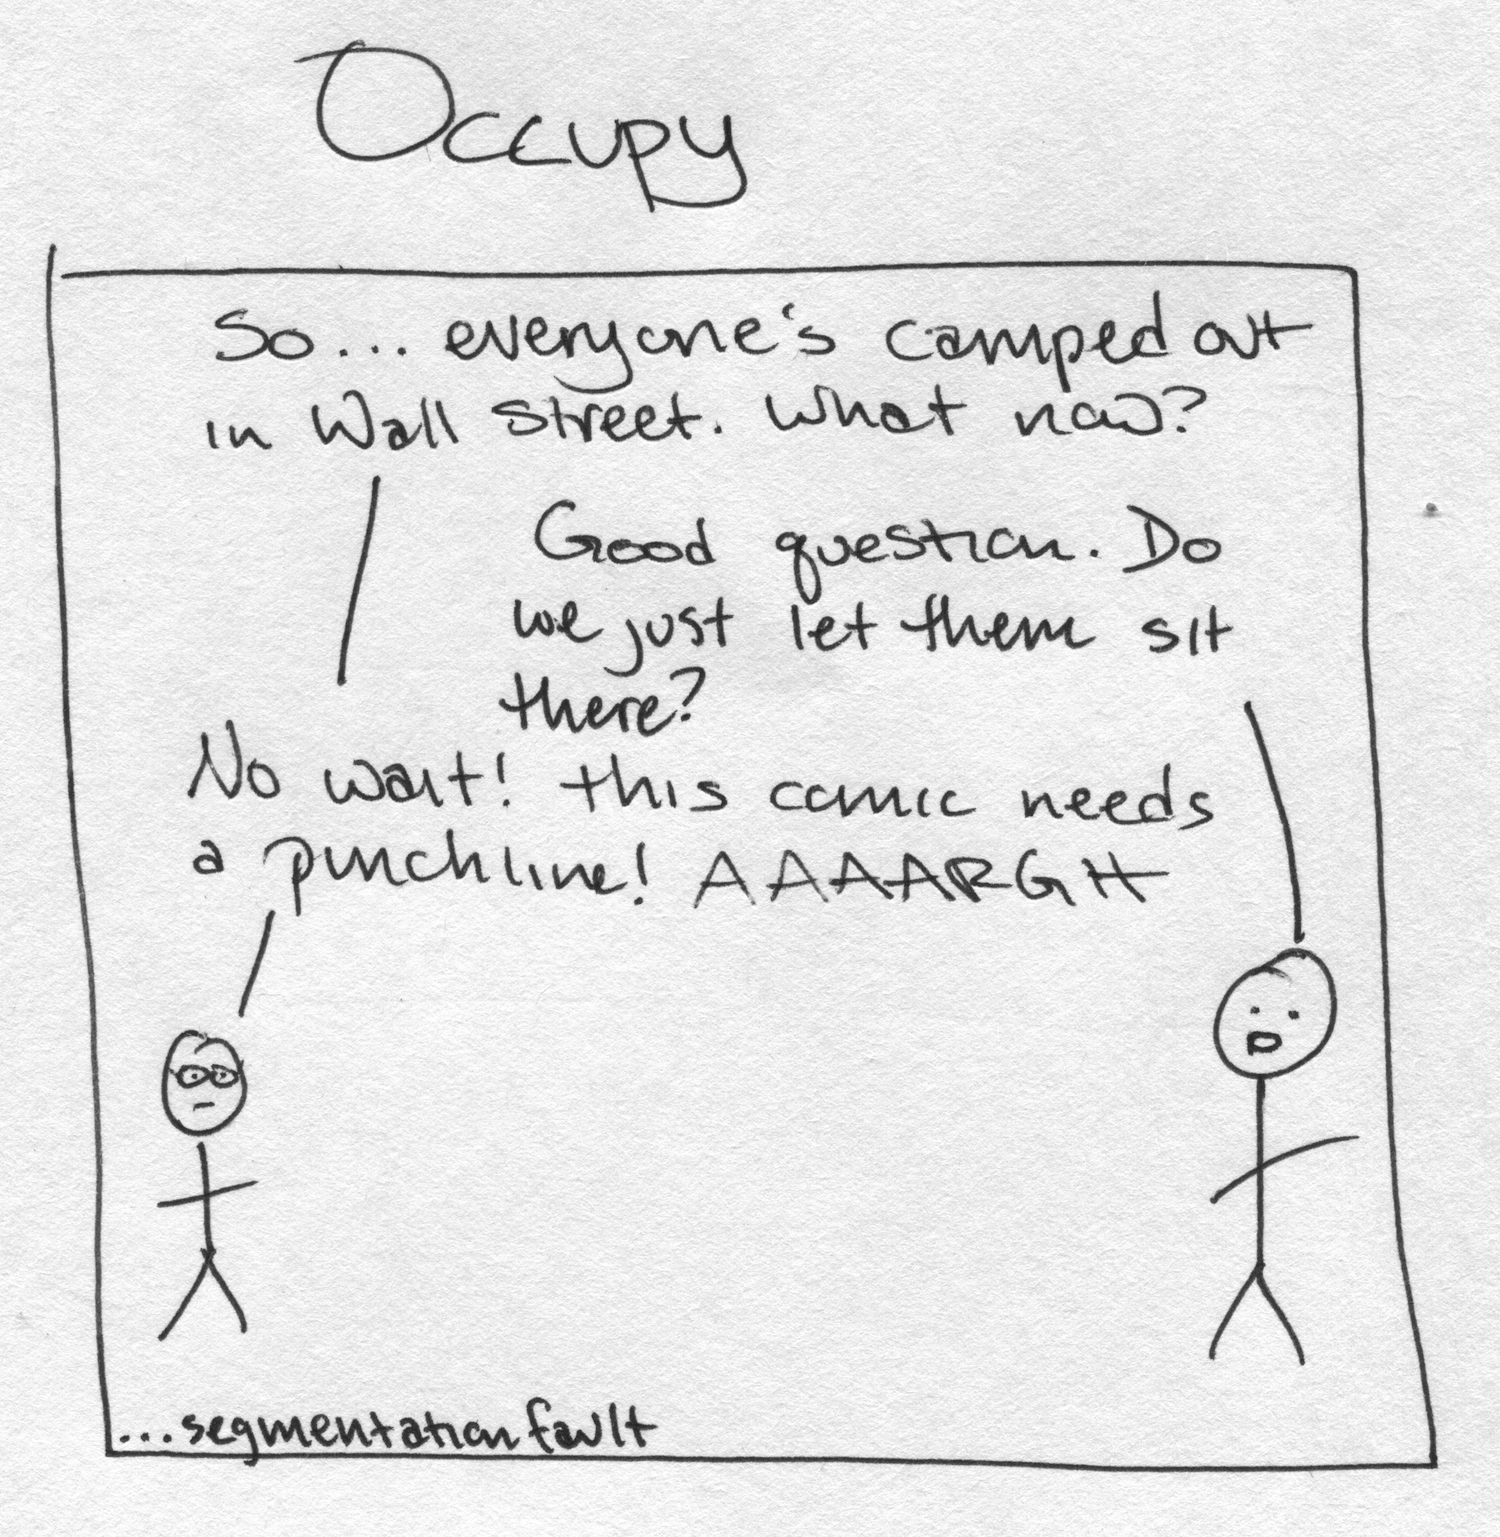 Occupy
So... everyone's camped out
in Wall Street. What now?
Good question. Do
we just let them sit
there?
No wait! this comic needs
a punchline! AAAARGH
...segmentation fault